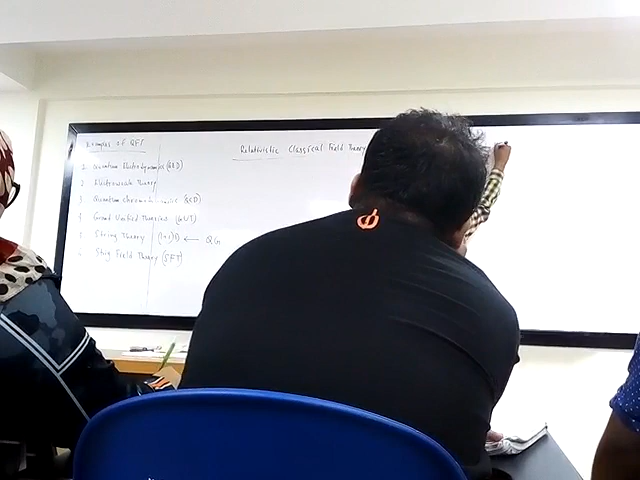 Examples of QFT
1. Quantum Electrodynamics (QED)
2. Electroweak Theory
3. Quantum Chromodynamics (QCD)
4. Grand Unified Theories (GUT)
5. String Theory (1+1)D ← QG
6. String Field Theory (SFT)
Relativistic Classical Field Theory